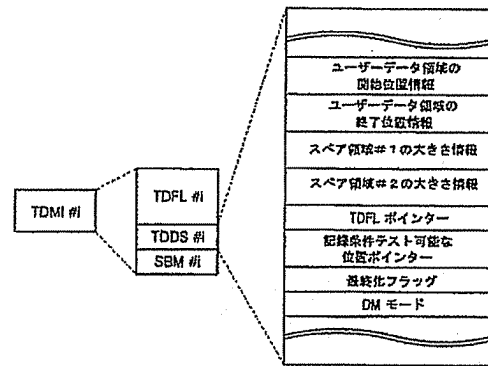 TDMI #i
TDFL #i
TDDS #i
SBM #i
ユーザーデータ領域の
開始位置情報
ユーザーデータ領域の
終了位置情報
スペア領域#1の大きさ情報
スペア領域#2の大きさ情報
TDFL ポインター
記録条件テスト可能な
位置ポインター
最終化フラッグ
DM モード